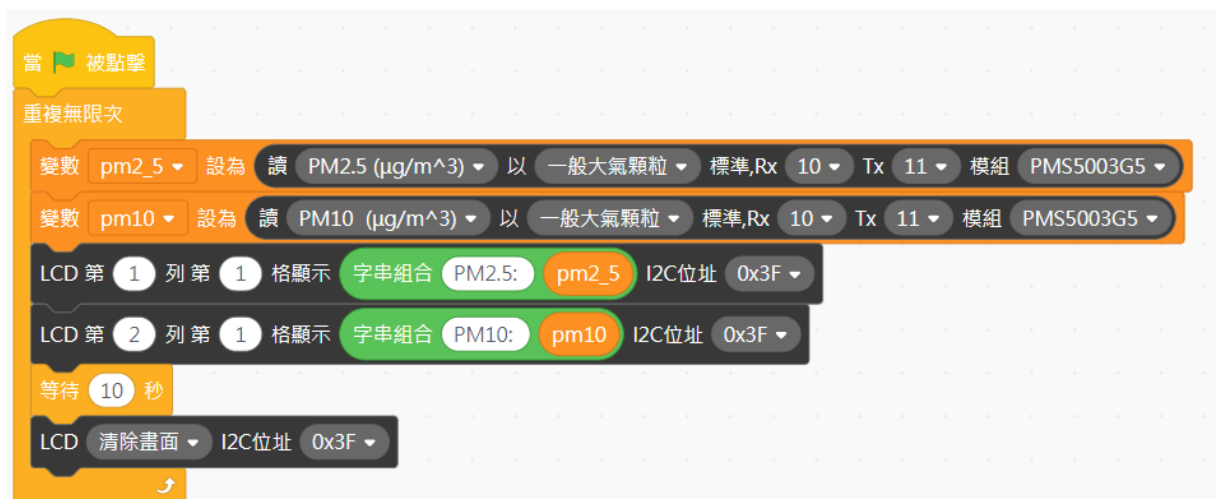 當 被點擊
重複無限次
變數 pm2_5 設為 讀 PM2.5 (μg/m^3) 以 一般大氣顆粒 標準,Rx 10 Tx 11 模組 PMS5003G5
變數 pm10 設為 讀 PM10 (μg/m^3) 以 一般大氣顆粒 標準,Rx 10 Tx 11 模組 PMS5003G5
LCD 第 1 列 第 1 格顯示 字串組合 PM2.5: pm2_5 I2C位址 0x3F
LCD 第 2 列 第 1 格顯示 字串組合 PM10: pm10 I2C位址 0x3F
等待 10 秒
LCD 清除畫面 I2C位址 0x3F